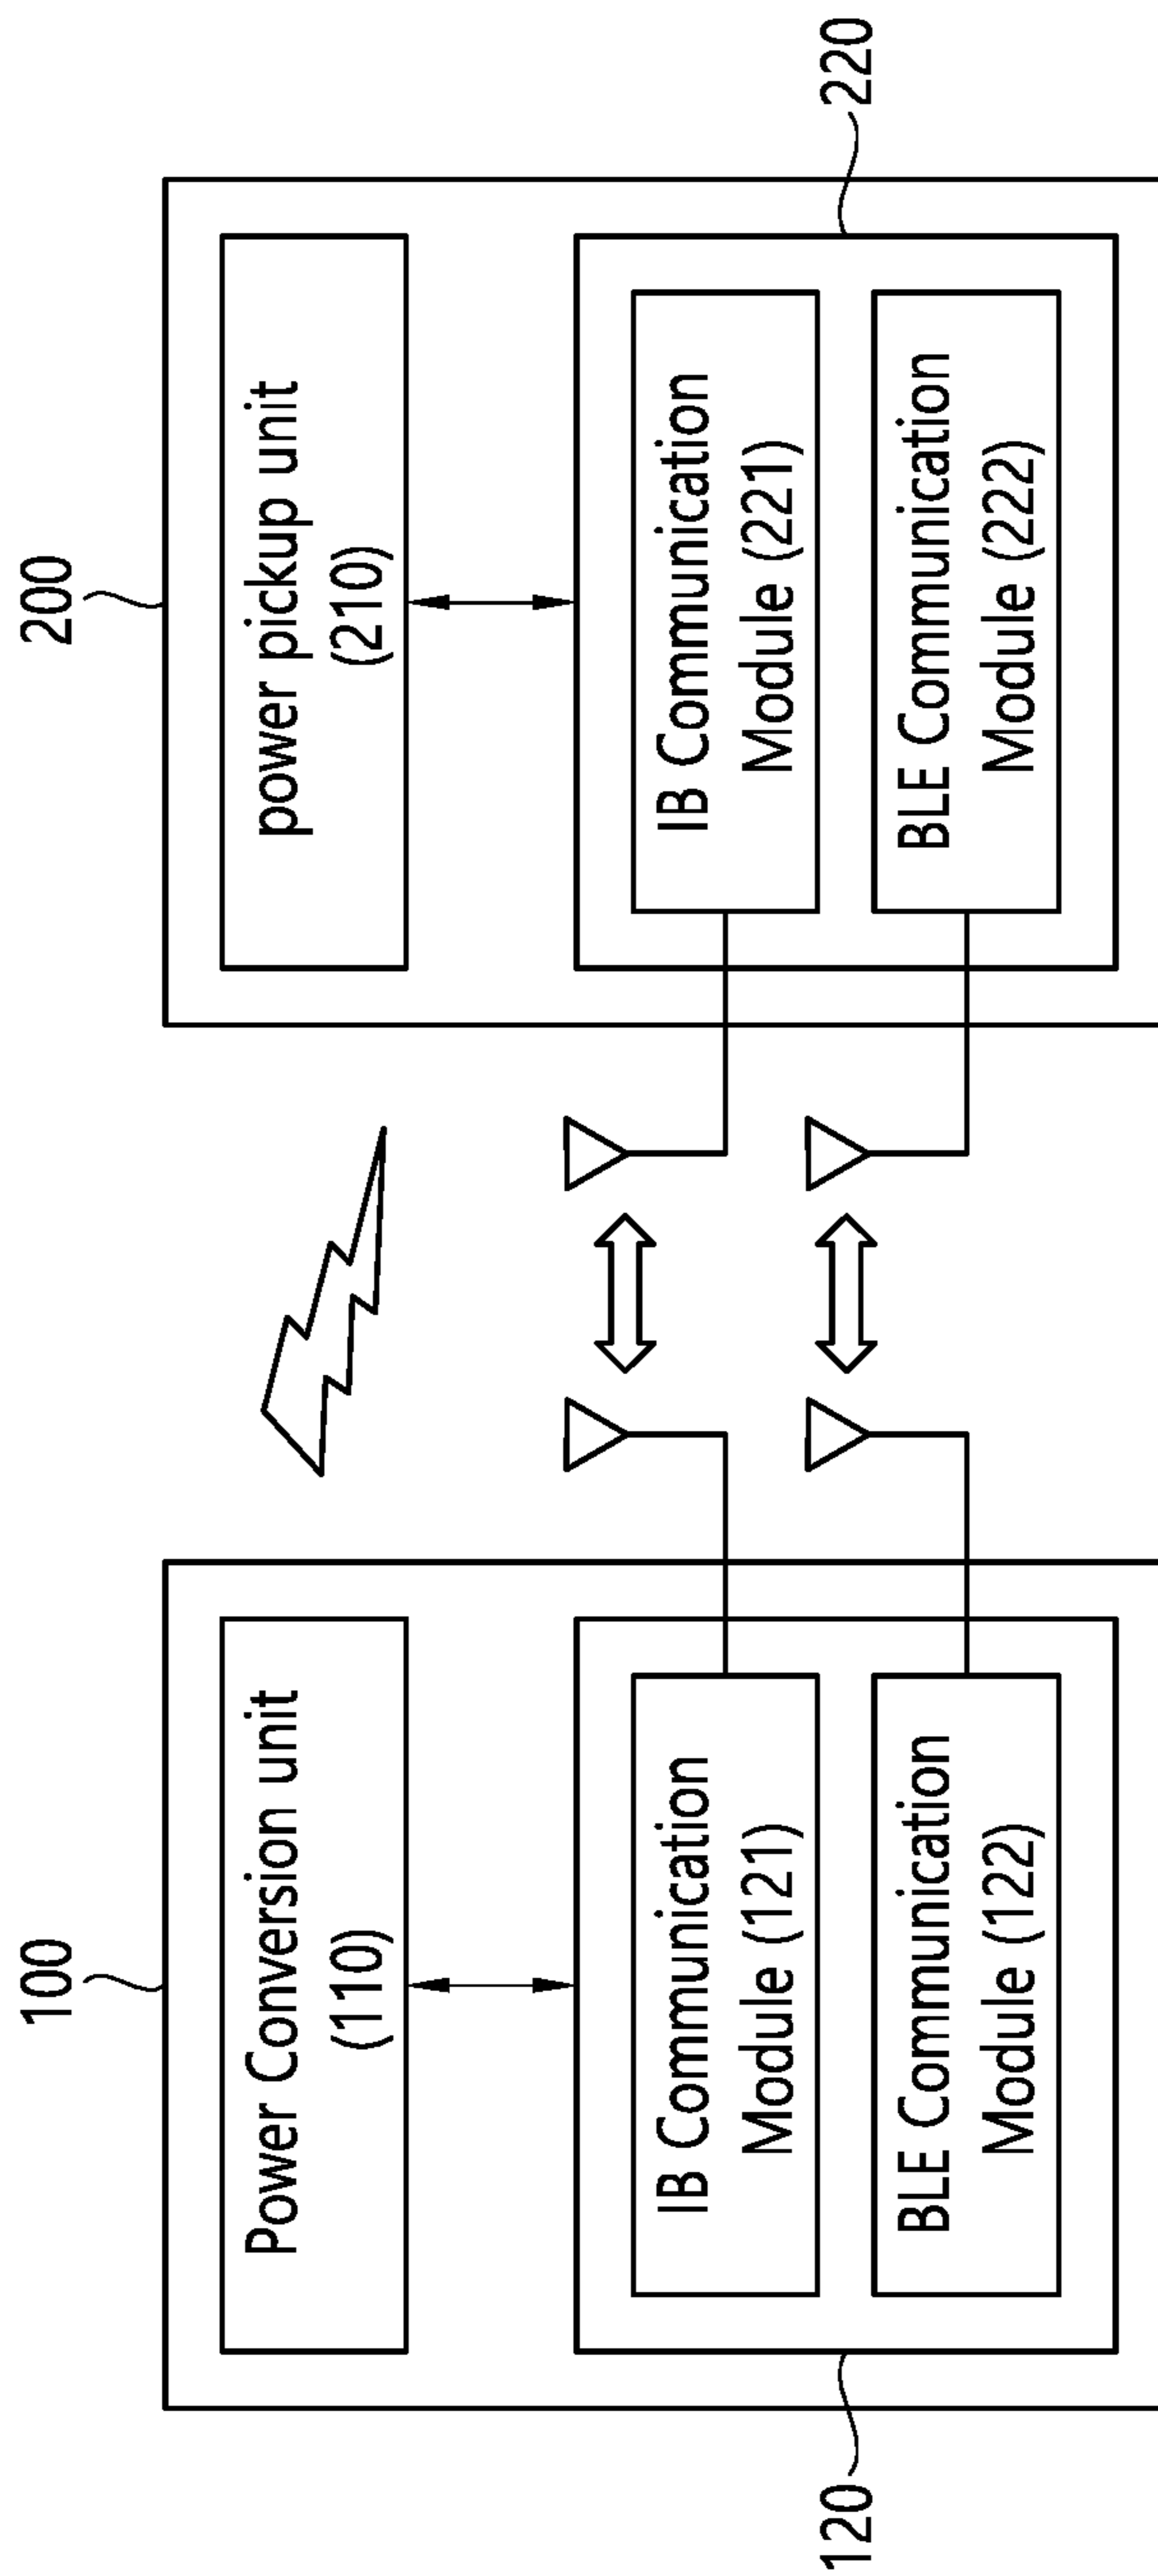 100
Power Conversion unit
(110)
IB Communication
Module (121)
BLE Communication
Module (122)
120
200
power pickup unit
(210)
IB Communication
Module (221)
BLE Communication
Module (222)
220